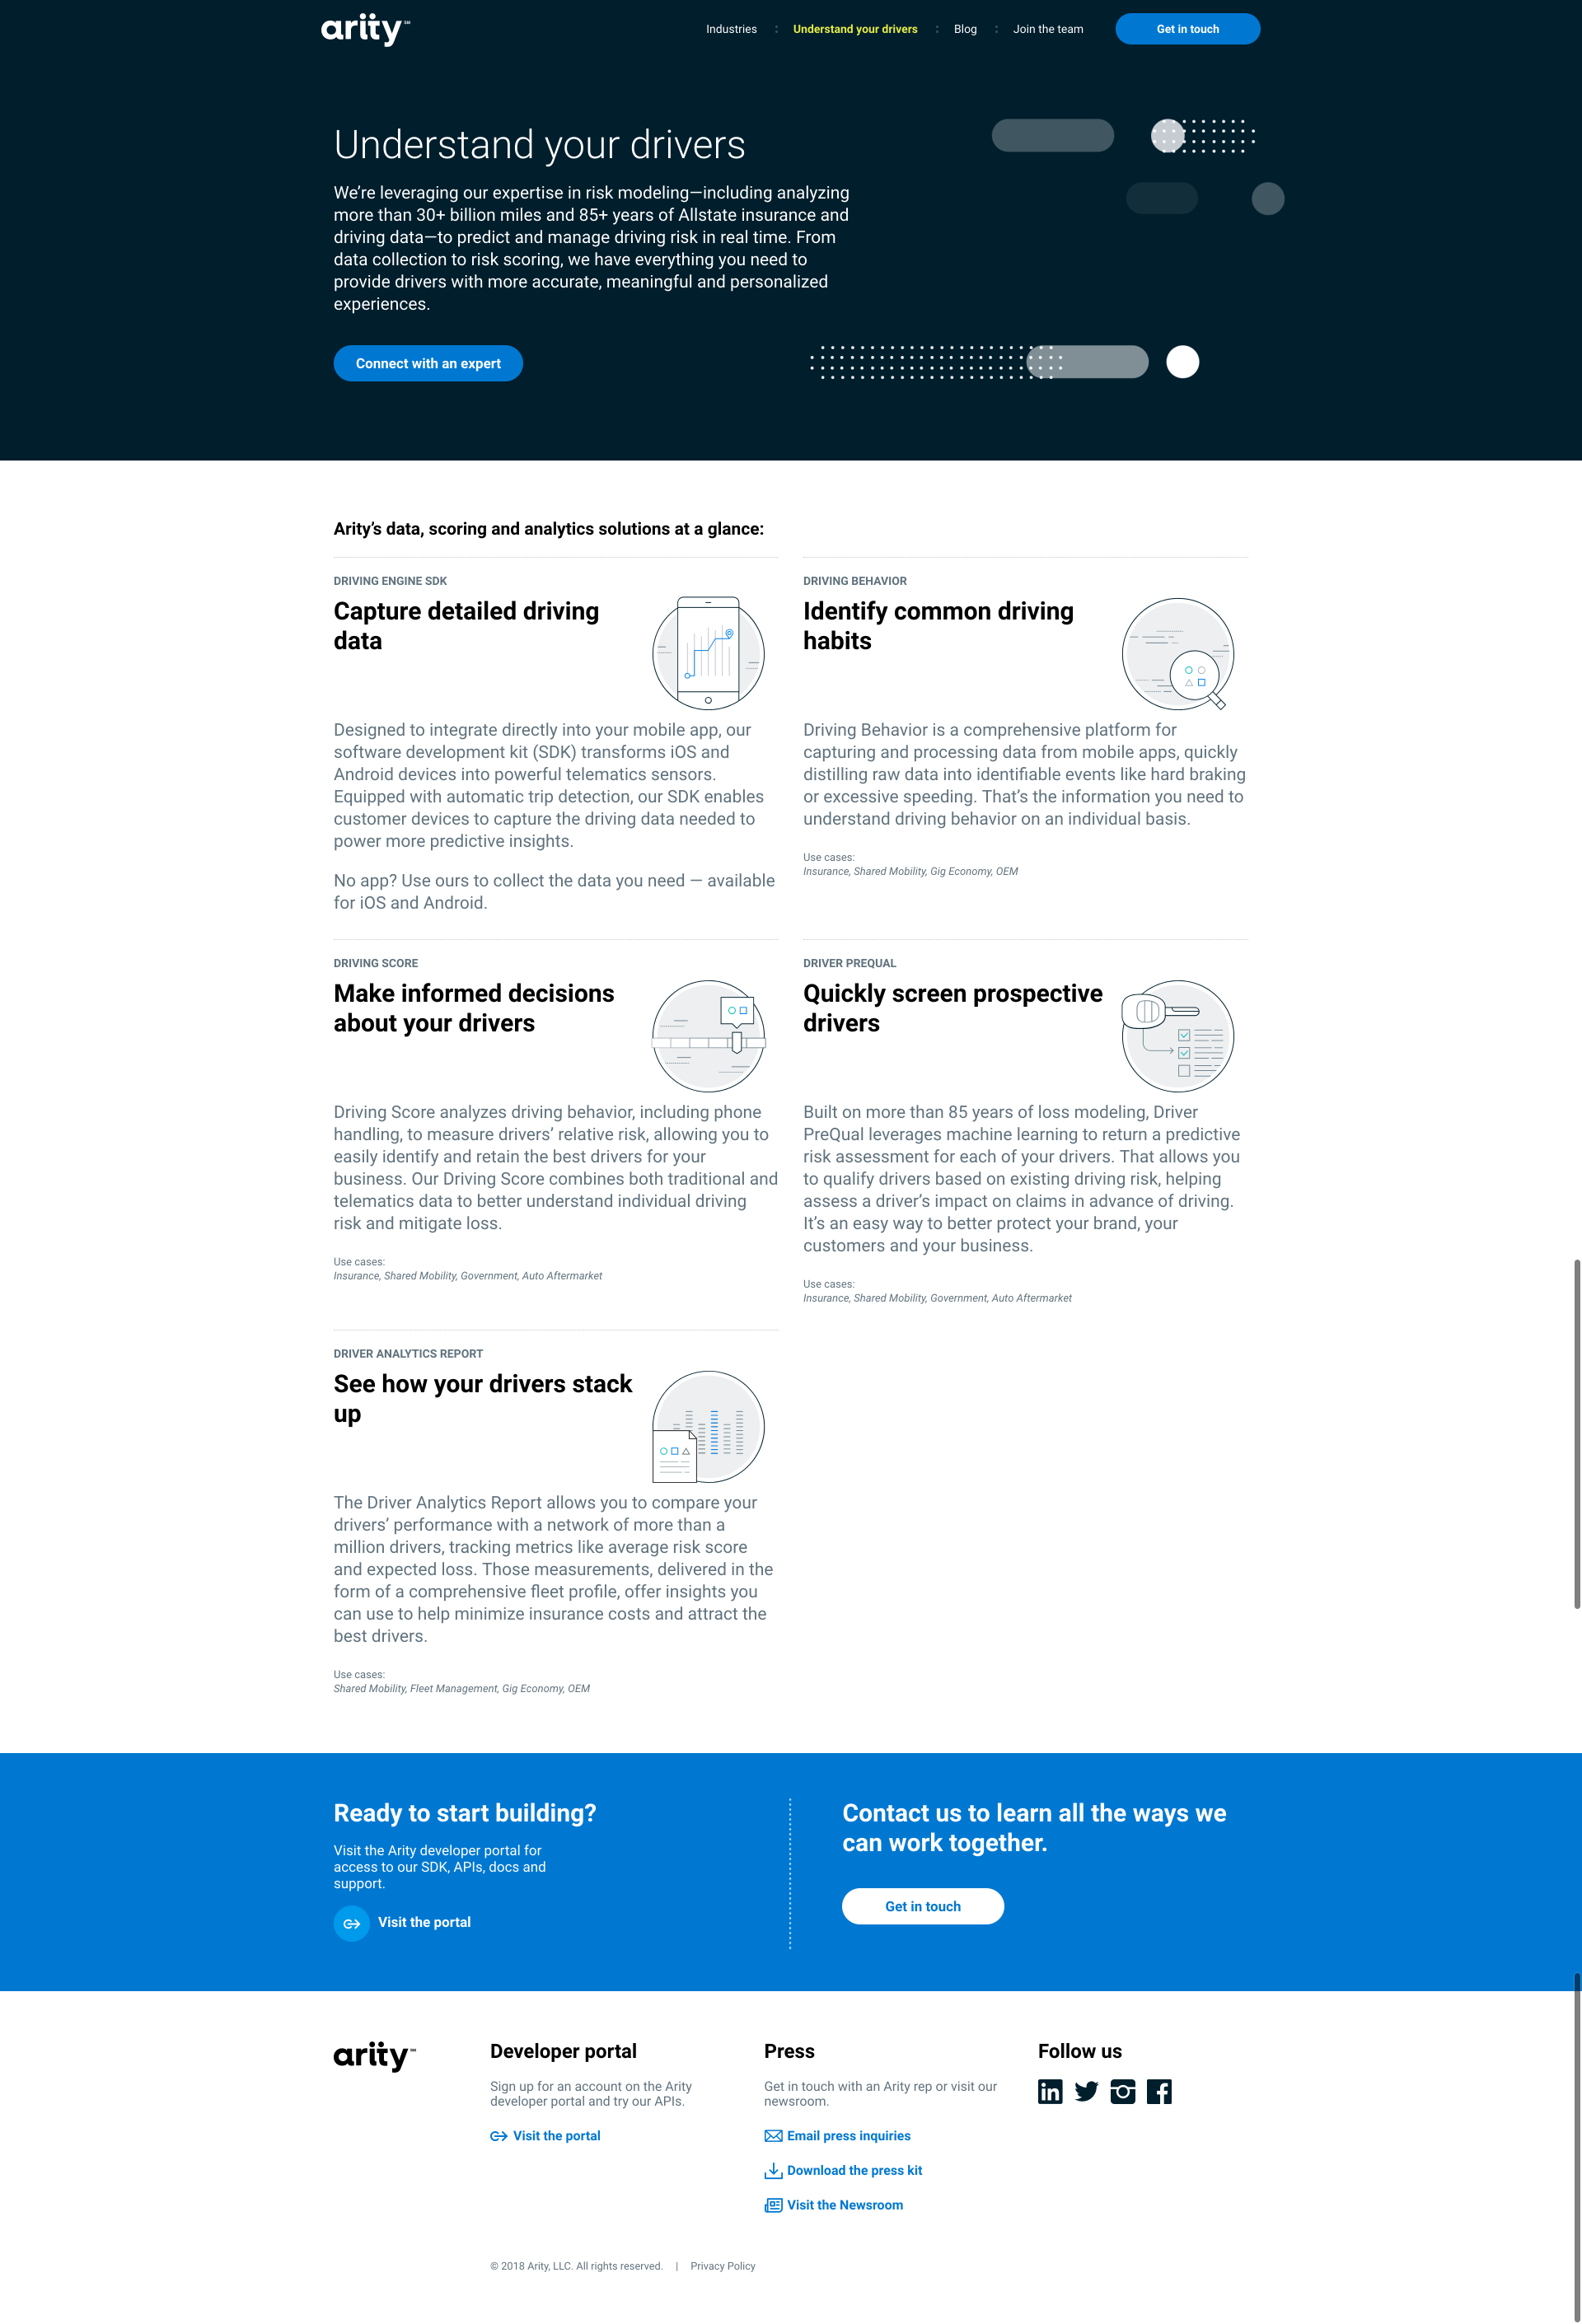 arity℠
Industries
Understand your drivers
Blog
Join the team
Get in touch
Understand your drivers
We’re leveraging our expertise in risk modeling—including analyzing
more than 30+ billion miles and 85+ years of Allstate insurance and
driving data—to predict and manage driving risk in real time. From
data collection to risk scoring, we have everything you need to
provide drivers with more accurate, meaningful and personalized
experiences.
Connect with an expert
Arity’s data, scoring and analytics solutions at a glance:
DRIVING ENGINE SDK
Capture detailed driving
data
Designed to integrate directly into your mobile app, our
software development kit (SDK) transforms iOS and
Android devices into powerful telematics sensors.
Equipped with automatic trip detection, our SDK enables
customer devices to capture the driving data needed to
power more predictive insights.
No app? Use ours to collect the data you need — available
for iOS and Android.
DRIVING BEHAVIOR
Identify common driving
habits
Driving Behavior is a comprehensive platform for
capturing and processing data from mobile apps, quickly
distilling raw data into identifiable events like hard braking
or excessive speeding. That’s the information you need to
understand driving behavior on an individual basis.
Use cases:
Insurance, Shared Mobility, Gig Economy, OEM
DRIVING SCORE
Make informed decisions
about your drivers
Driving Score analyzes driving behavior, including phone
handling, to measure drivers’ relative risk, allowing you to
easily identify and retain the best drivers for your
business. Our Driving Score combines both traditional and
telematics data to better understand individual driving
risk and mitigate loss.
Use cases:
Insurance, Shared Mobility, Government, Auto Aftermarket
DRIVER PREQUAL
Quickly screen prospective
drivers
Built on more than 85 years of loss modeling, Driver
PreQual leverages machine learning to return a predictive
risk assessment for each of your drivers. That allows you
to qualify drivers based on existing driving risk, helping
assess a driver’s impact on claims in advance of driving.
It’s an easy way to better protect your brand, your
customers and your business.
Use cases:
Insurance, Shared Mobility, Government, Auto Aftermarket
DRIVER ANALYTICS REPORT
See how your drivers stack
up
The Driver Analytics Report allows you to compare your
drivers’ performance with a network of more than a
million drivers, tracking metrics like average risk score
and expected loss. Those measurements, delivered in the
form of a comprehensive fleet profile, offer insights you
can use to help minimize insurance costs and attract the
best drivers.
Use cases:
Shared Mobility, Fleet Management, Gig Economy, OEM
Ready to start building?
Visit the Arity developer portal for
access to our SDK, APIs, docs and
support.
Visit the portal
Contact us to learn all the ways we
can work together.
Get in touch
arity℠
Developer portal
Sign up for an account on the Arity
developer portal and try our APIs.
Visit the portal
Press
Get in touch with an Arity rep or visit our
newsroom.
Email press inquiries
Download the press kit
Visit the Newsroom
Follow us
© 2018 Arity, LLC. All rights reserved. | Privacy Policy